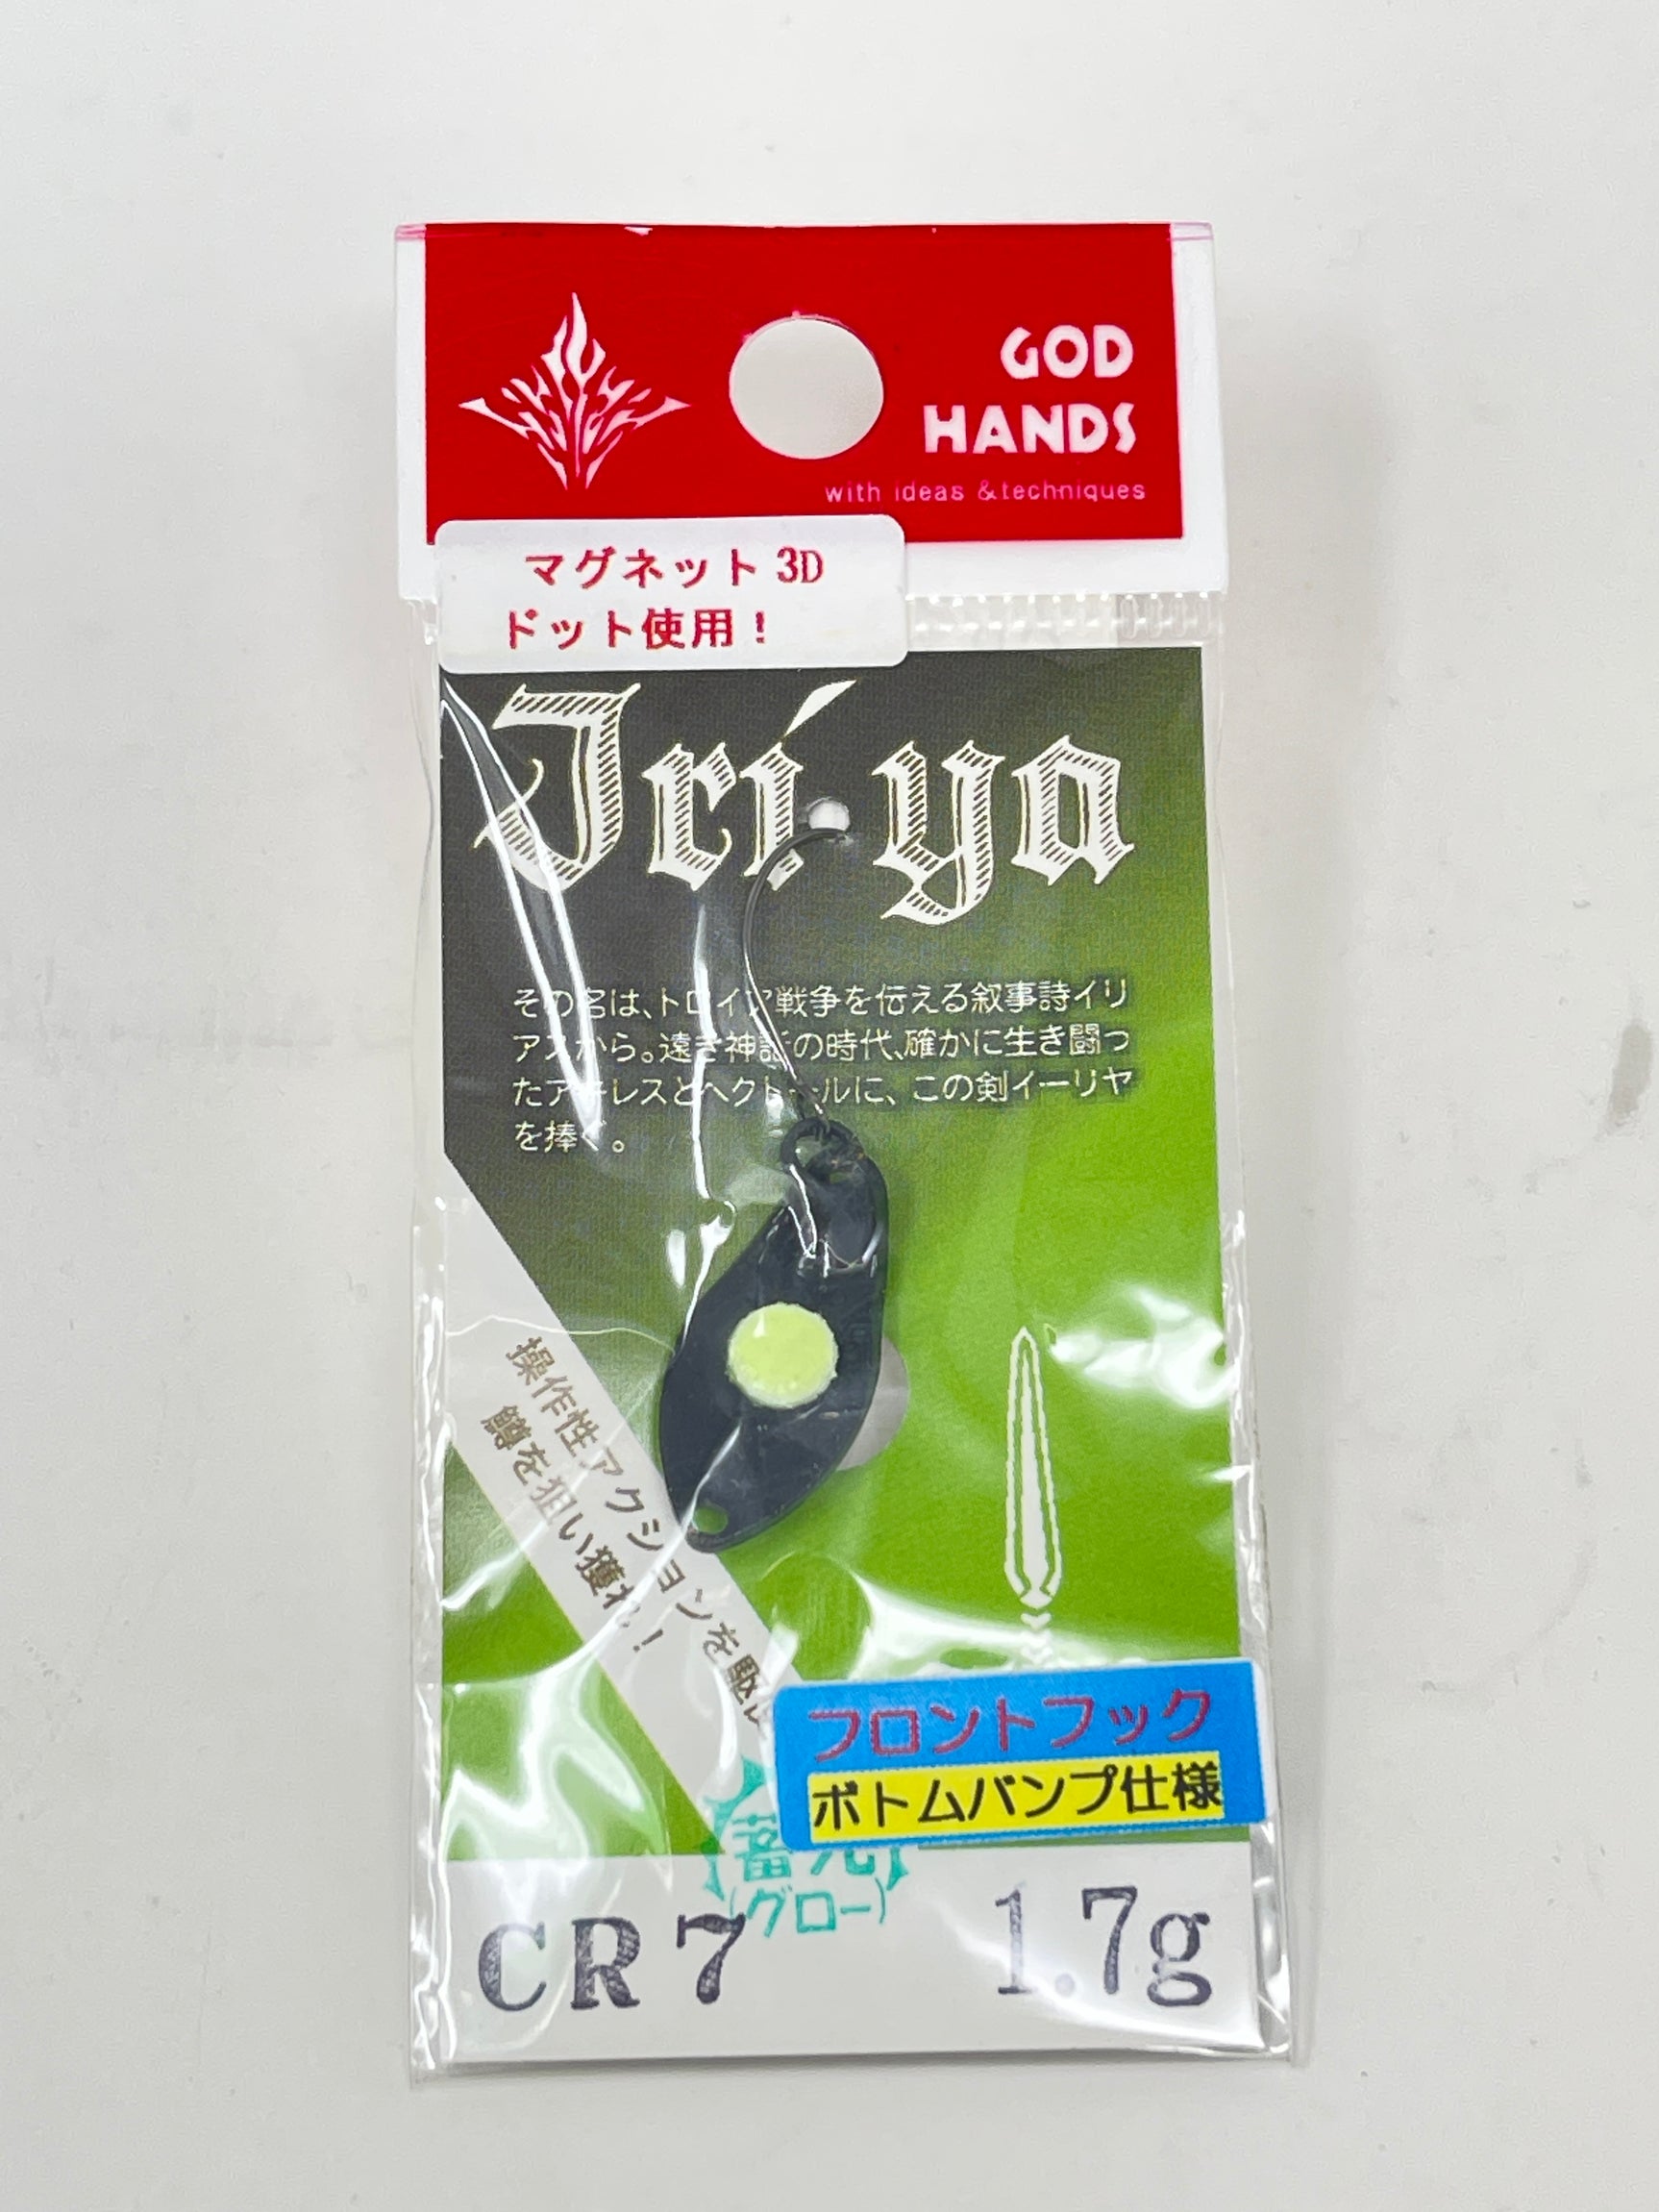 GOD
HANDS
with ideas &techniques
マグネット3D
ドット使用!
Iri ya
その名は、トロイア戦争を伝える叙事詩イリ
アスから。遠き神話の時代、確かに生き闘っ
たアキレスとヘクトールに、この剣イーリヤ
を捧ぐ。
操作性アクションを駆
鱒を狙い獲れ!
フロントフック
ボトムバンプ仕様
蓄光
(グロー)
CR7
1.7g